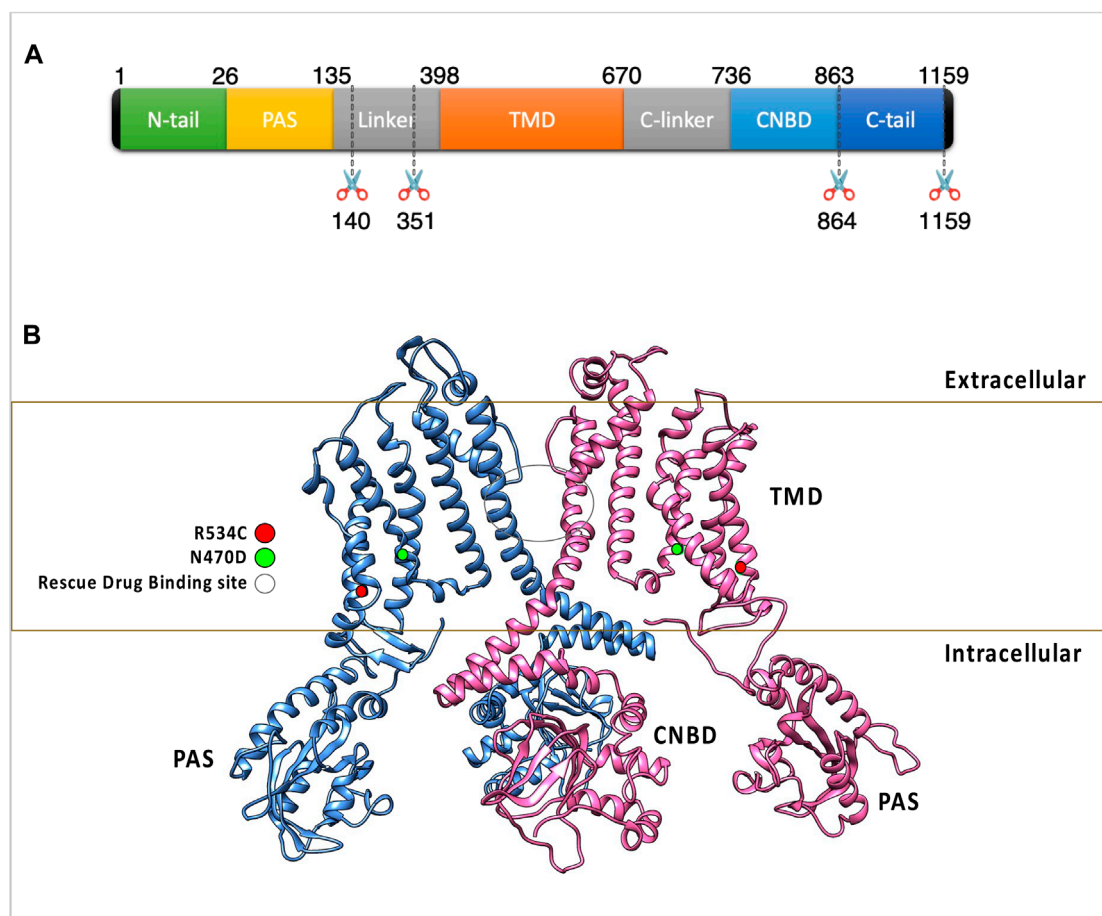 A
1 26 135 398 670 736 863 1159
N-tail PAS Linker TMD C-linker CNBD C-tail
140 351 864 1159
B
Extracellular
TMD
R534C
N470D
Rescue Drug Binding site
Intracellular
PAS
CNBD
PAS